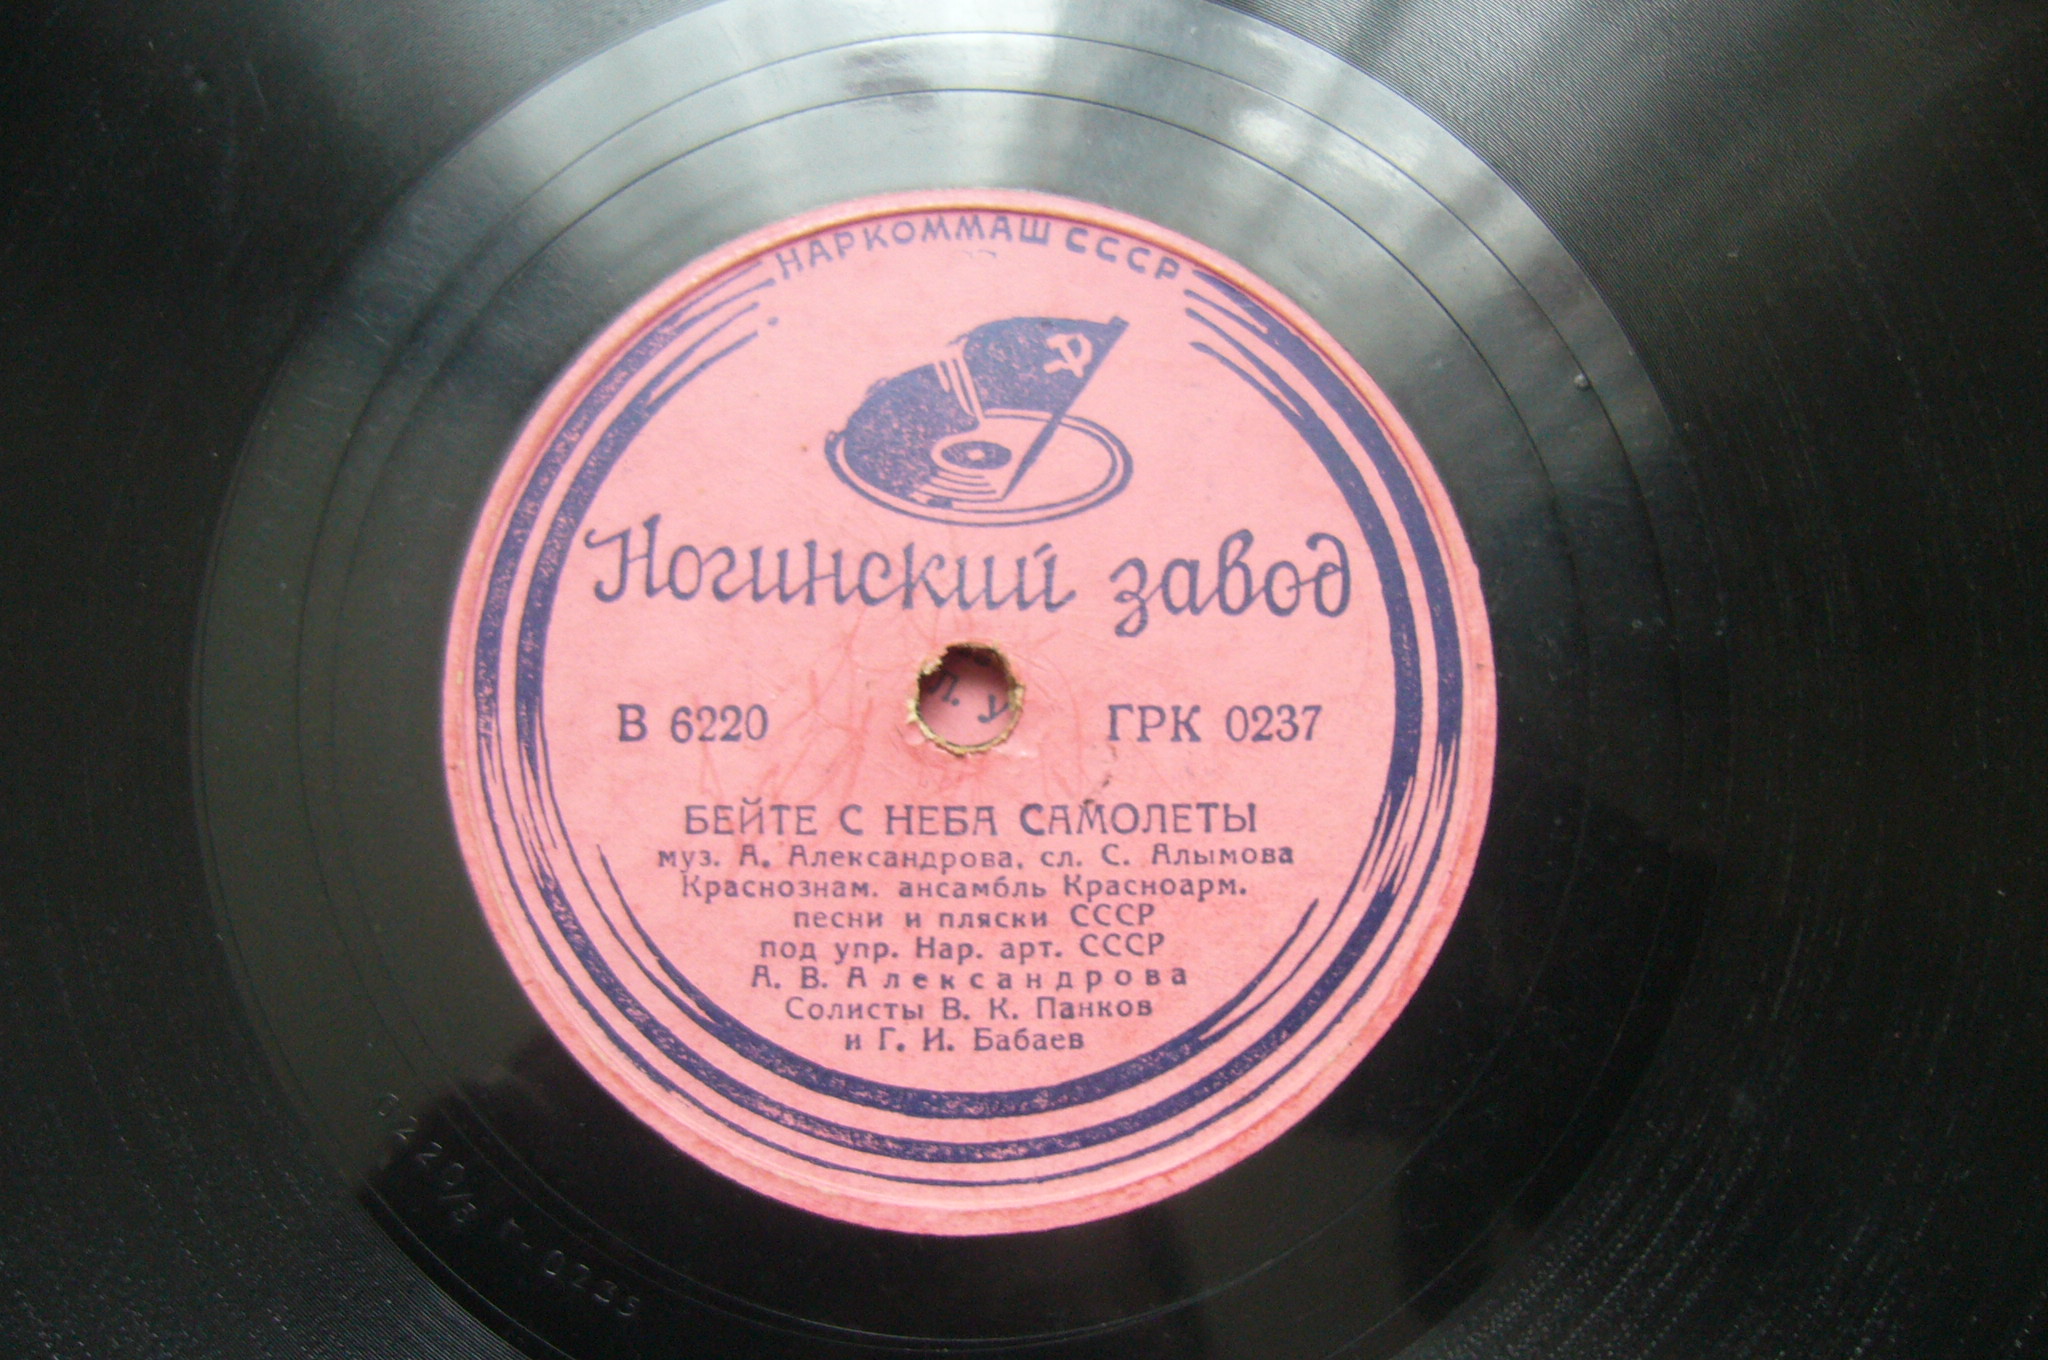 НАРКОММАШ СССР
Ногинский завод
В 6220
ГРК 0237
БЕЙТЕ С НЕБА САМОЛЕТЫ
муз. А. Александрова, сл. С. Алымова
Краснознам. ансамбль Красноарм.
песни и пляски СССР
под упр. Нар. арт. СССР
А. В. Александрова
Солисты В. К. Панков
и Г. И. Бабаев